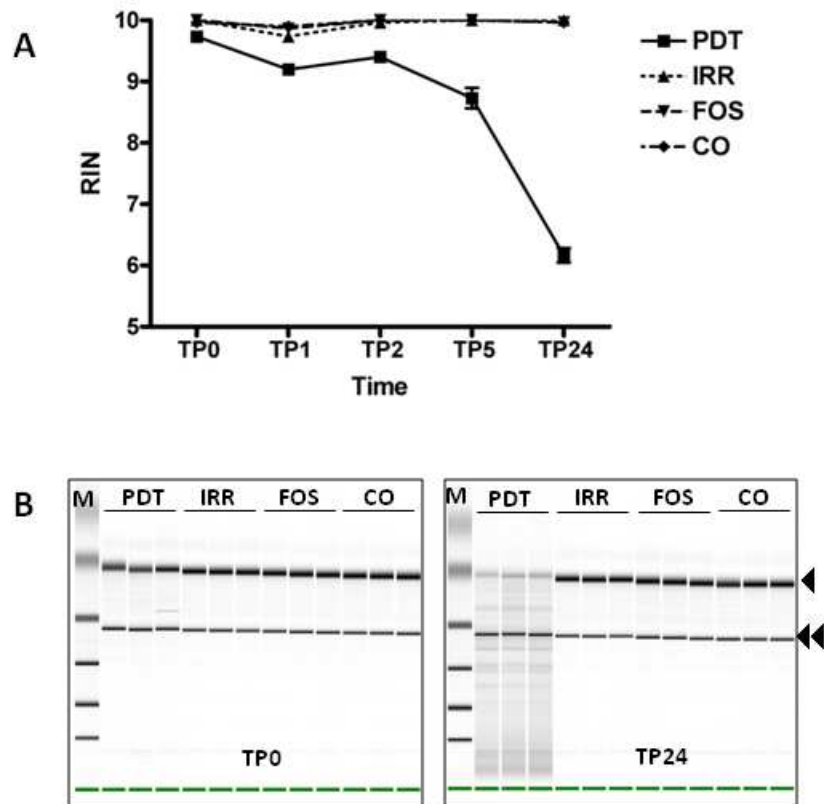 A
RIN
10
9
8
7
6
5
TP0 TP1 TP2 TP5 TP24
Time
PDT
IRR
FOS
CO
B
M PDT IRR FOS CO
TP0
M PDT IRR FOS CO
TP24